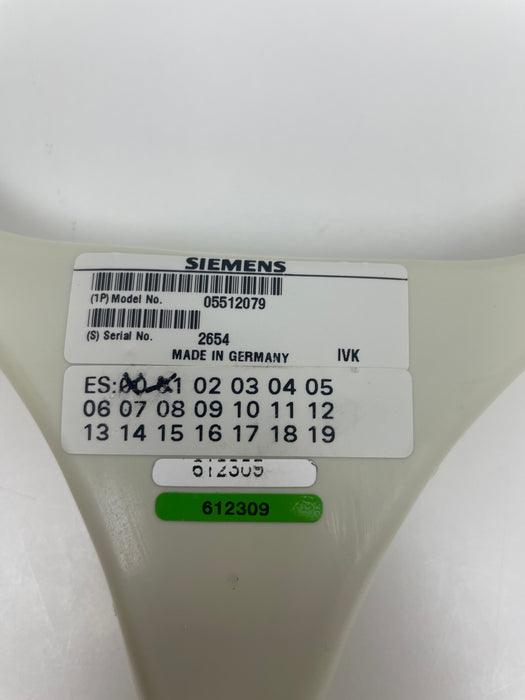 SIEMENS
(1P) Model No. 05512079
(S) Serial No. 2654
MADE IN GERMANY IVK
ES: 00 01 02 03 04 05
06 07 08 09 10 11 12
13 14 15 16 17 18 19
612309
612309